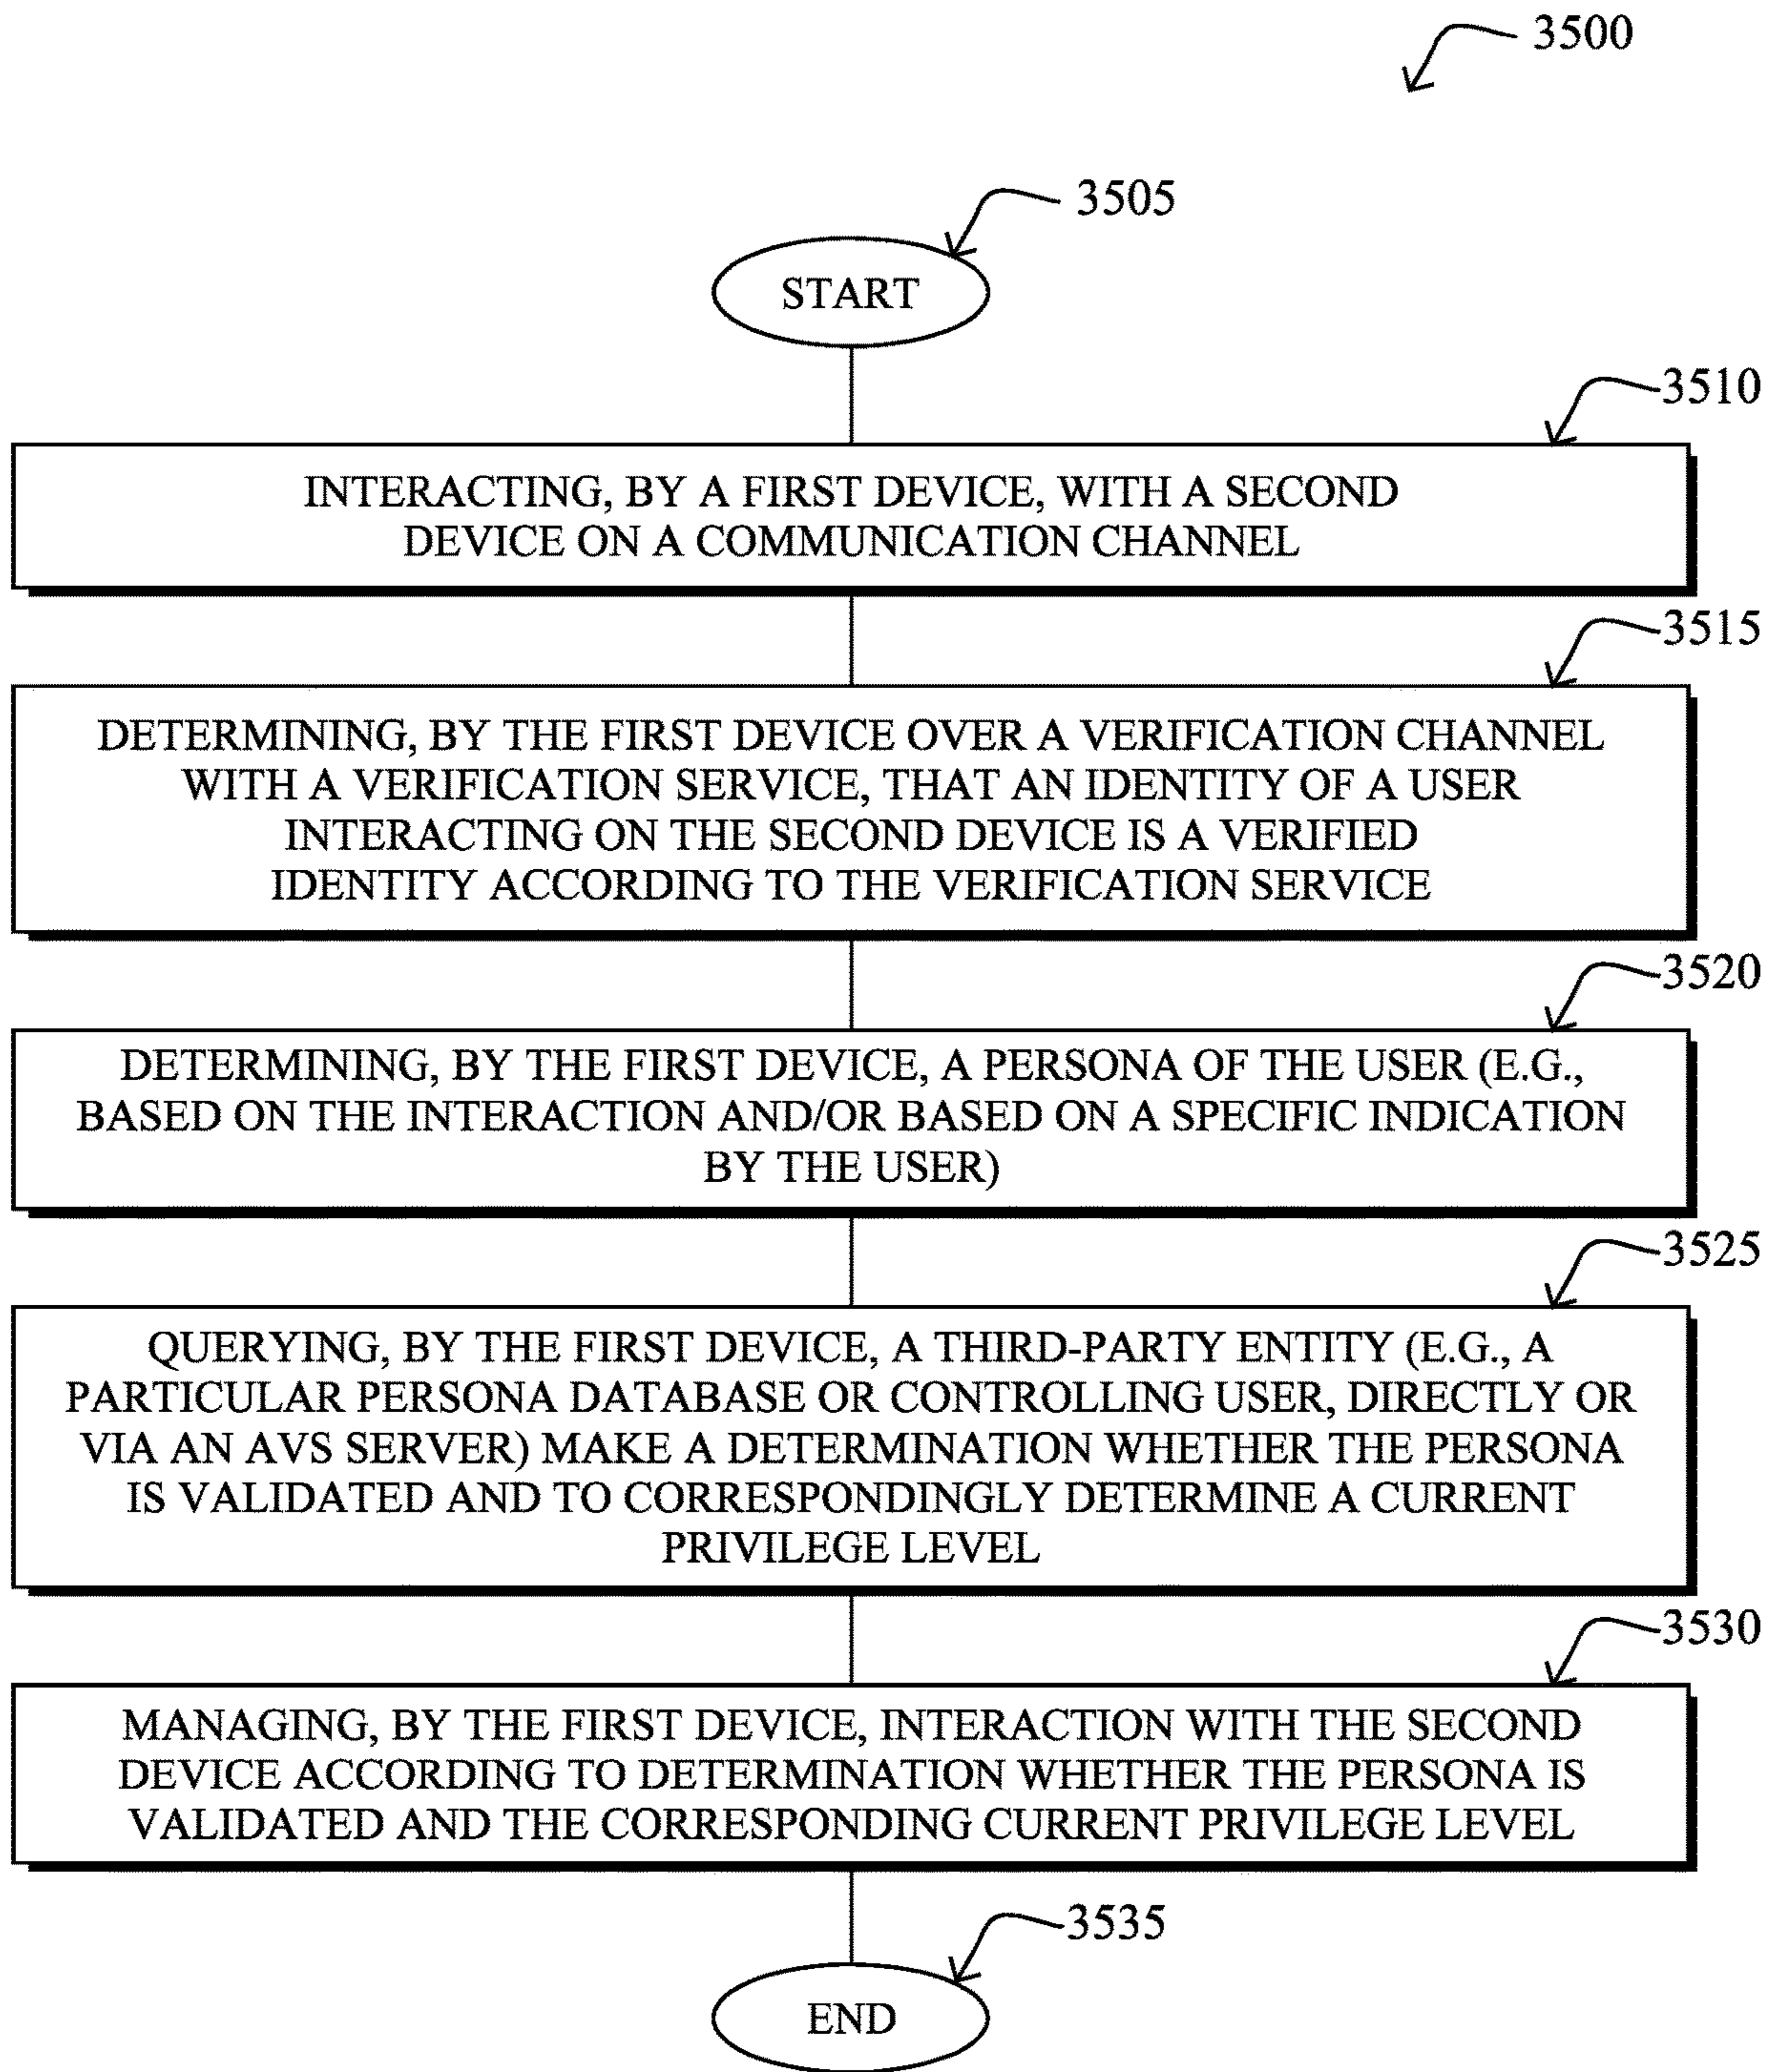 3500
3505
START
3510
INTERACTING, BY A FIRST DEVICE, WITH A SECOND
DEVICE ON A COMMUNICATION CHANNEL
3515
DETERMINING, BY THE FIRST DEVICE OVER A VERIFICATION CHANNEL
WITH A VERIFICATION SERVICE, THAT AN IDENTITY OF A USER
INTERACTING ON THE SECOND DEVICE IS A VERIFIED
IDENTITY ACCORDING TO THE VERIFICATION SERVICE
3520
DETERMINING, BY THE FIRST DEVICE, A PERSONA OF THE USER (E.G.,
BASED ON THE INTERACTION AND/OR BASED ON A SPECIFIC INDICATION
BY THE USER)
3525
QUERYING, BY THE FIRST DEVICE, A THIRD-PARTY ENTITY (E.G., A
PARTICULAR PERSONA DATABASE OR CONTROLLING USER, DIRECTLY OR
VIA AN AVS SERVER) MAKE A DETERMINATION WHETHER THE PERSONA
IS VALIDATED AND TO CORRESPONDINGLY DETERMINE A CURRENT
PRIVILEGE LEVEL
3530
MANAGING, BY THE FIRST DEVICE, INTERACTION WITH THE SECOND
DEVICE ACCORDING TO DETERMINATION WHETHER THE PERSONA IS
VALIDATED AND THE CORRESPONDING CURRENT PRIVILEGE LEVEL
3535
END